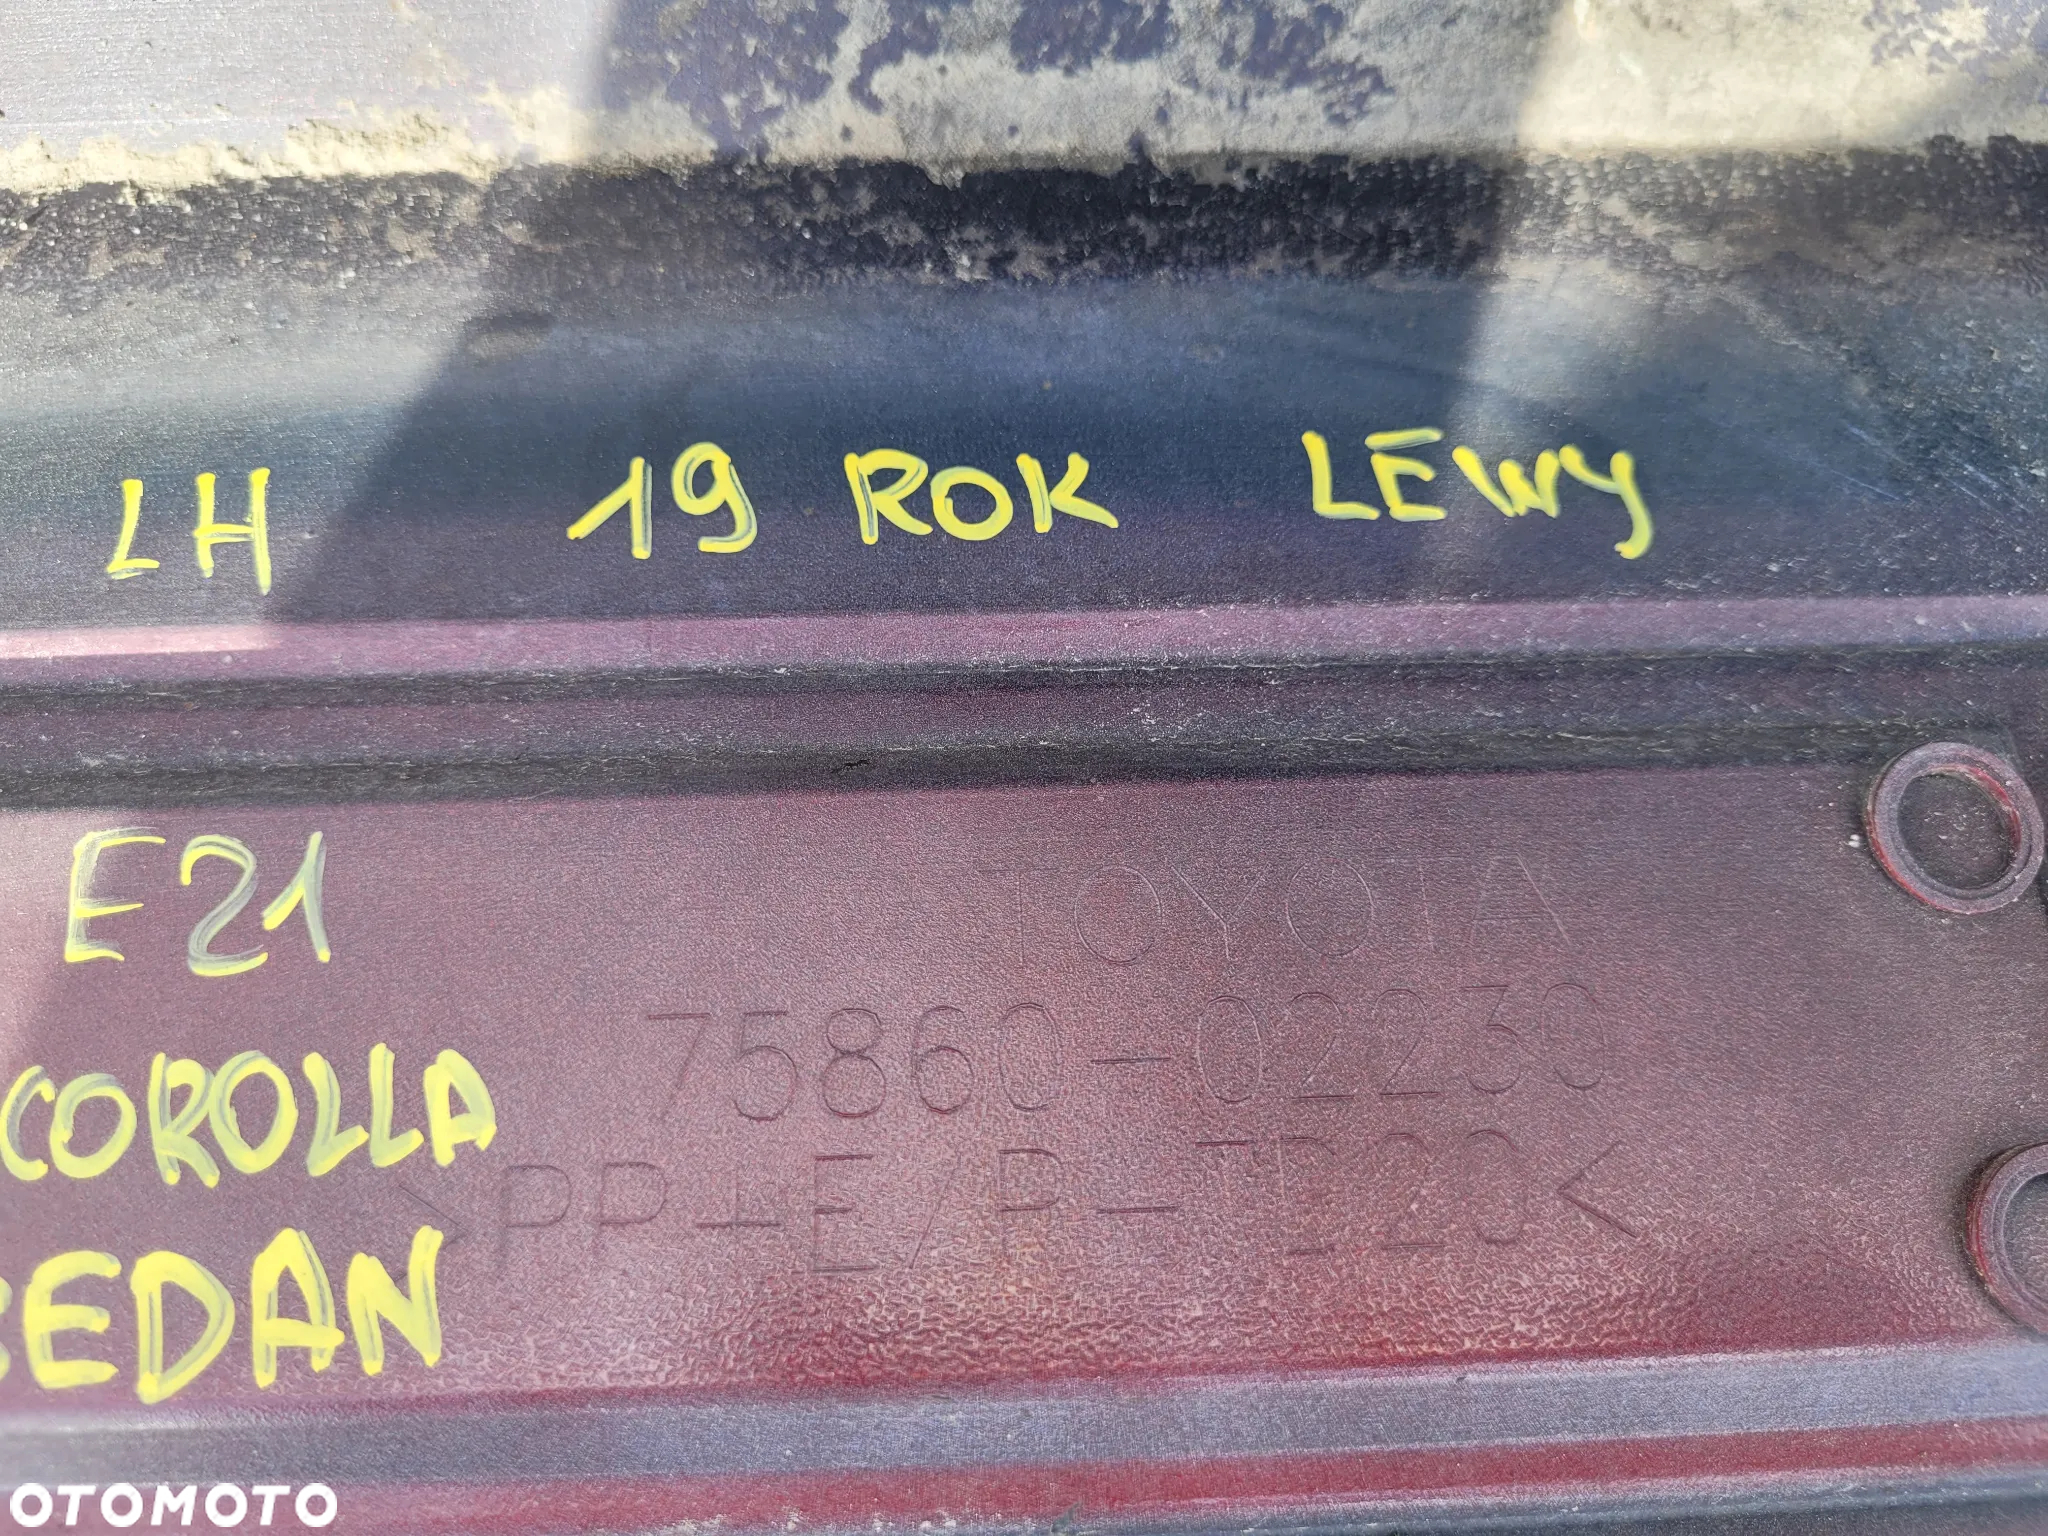 LH 19 ROK LEWY
E21
TOYOTA
75860-02230
COROLLA
>PP+E/P-TD20<
SEDAN
OTOMOTO